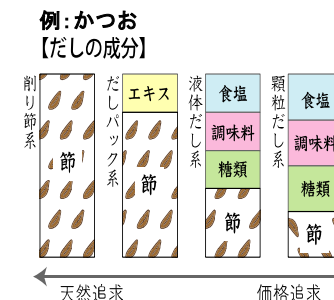 例：かつお
【だしの成分】
削り節系
節
だしパック系
エキス
節
液体だし系
食塩
調味料
糖類
節
顆粒だし系
食塩
調味料
糖類
節
天然追求
価格追求